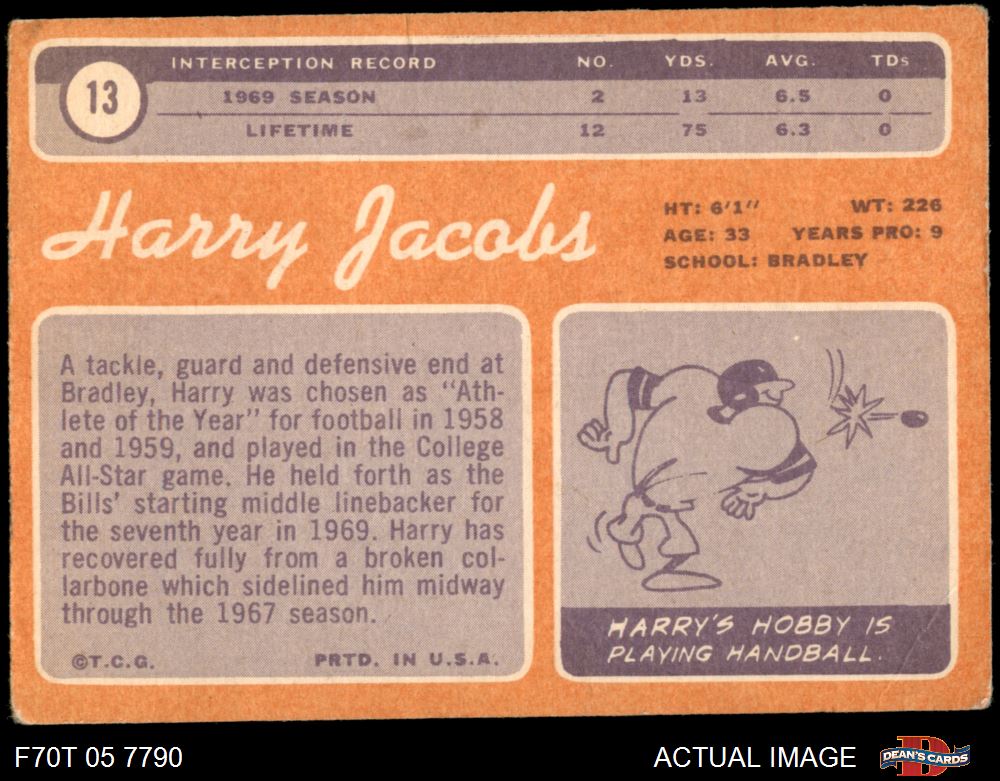 13
INTERCEPTION RECORD NO. YDS. AVG. TDs
1969 SEASON 2 13 6.5 0
LIFETIME 12 75 6.3 0
Harry Jacobs
HT: 6'1" WT: 226
AGE: 33 YEARS PRO: 9
SCHOOL: BRADLEY
A tackle, guard and defensive end at
Bradley, Harry was chosen as "Ath-
lete of the Year" for football in 1958
and 1959, and played in the College
All-Star game. He held forth as the
Bills' starting middle linebacker for
the seventh year in 1969. Harry has
recovered fully from a broken col-
larbone which sidelined him midway
through the 1967 season.
©T.C.G. PRTD. IN U.S.A.
HARRY'S HOBBY IS
PLAYING HANDBALL.
F70T 05 7790 ACTUAL IMAGE
D
DEAN'S CARDS